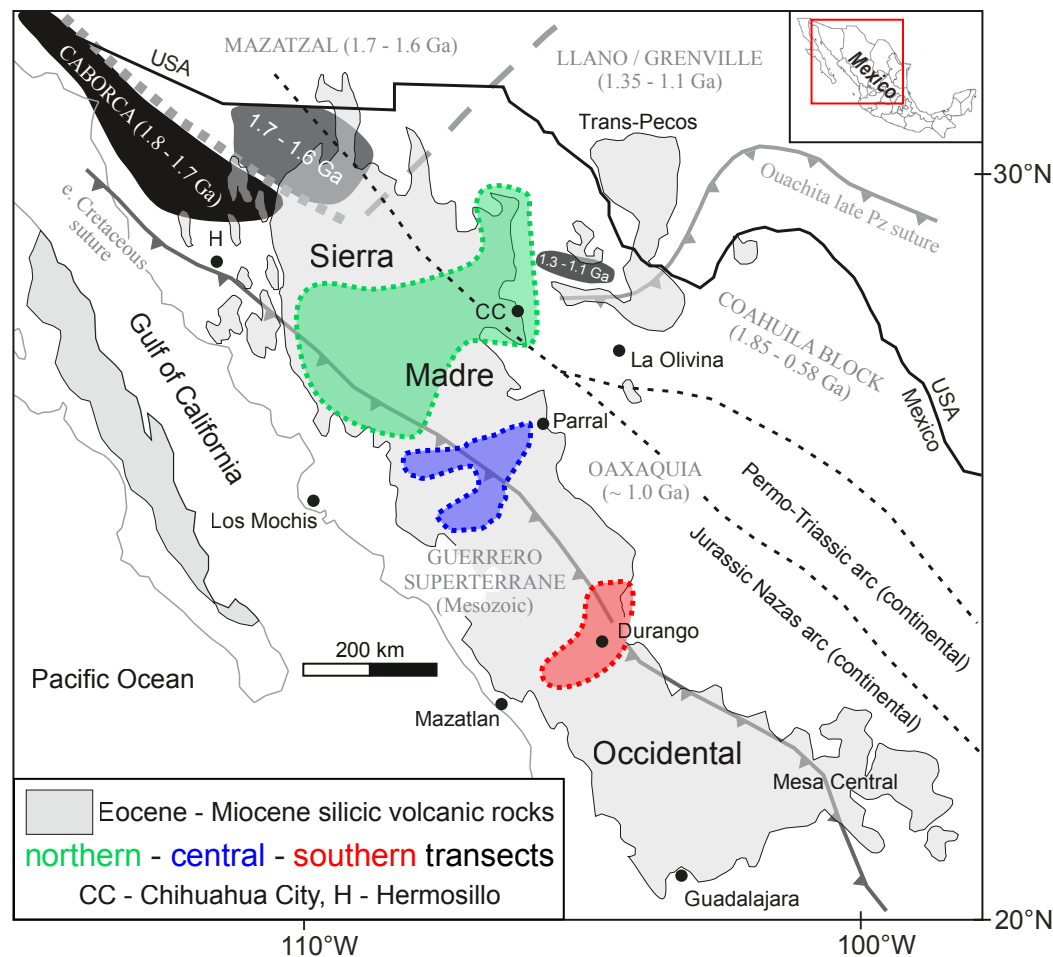 MAZATZAL (1.7 - 1.6 Ga)
USA
LLANO / GRENVILLE
(1.35 - 1.1 Ga)
Mexico
CABORCA (1.8 - 1.7 Ga)
1.7 - 1.6 Ga
Trans-Pecos
30°N
Ouachita late Pz suture
e. Cretaceous
suture
H
Sierra
1.3 - 1.1 Ga
CC
COAHUILA BLOCK
(1.85 - 0.58 Ga)
La Olivina
Gulf of California
Madre
USA
Mexico
Parral
OAXAQUIA
(~ 1.0 Ga)
Los Mochis
Permo-Triassic arc (continental)
Jurassic Nazas arc (continental)
GUERRERO
SUPERTERRANE
(Mesozoic)
Durango
200 km
Pacific Ocean
Mazatlan
Occidental
Mesa Central
Eocene - Miocene silicic volcanic rocks
northern - central - southern transects
CC - Chihuahua City, H - Hermosillo
Guadalajara
20°N
110°W
100°W